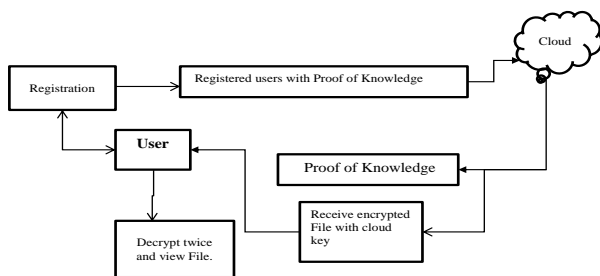 Cloud
Registered users with Proof of Knowledge
Registration
User
Proof of Knowledge
Receive encrypted
File with cloud
key
Decrypt twice
and view File.